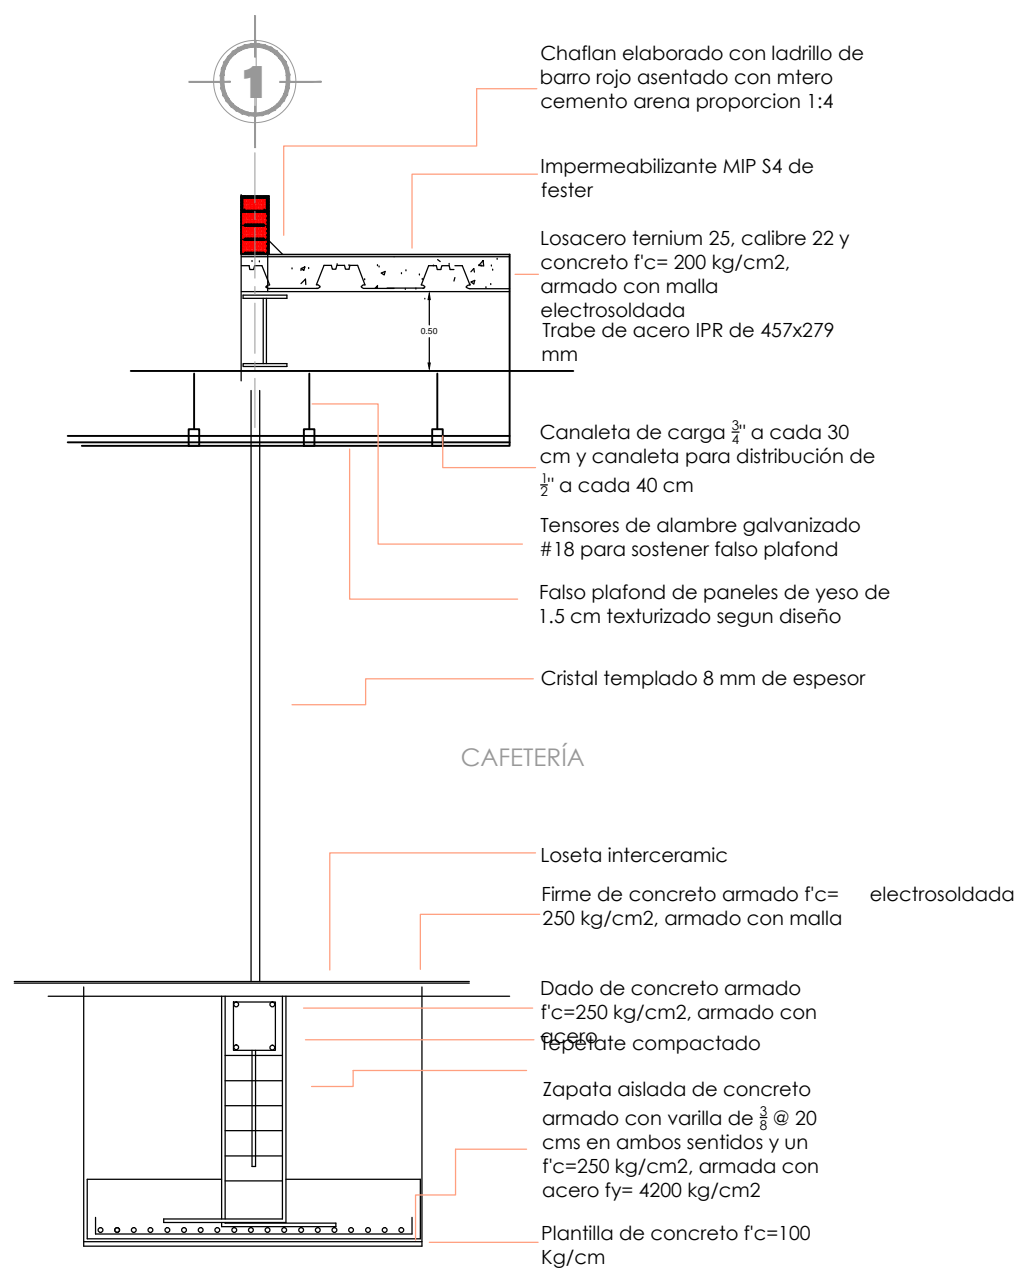 1
Chaflan elaborado con ladrillo de
barro rojo asentado con mtero
cemento arena proporcion 1:4
Impermeabilizante MIP S4 de
fester
Losacero ternium 25, calibre 22 y
concreto f'c= 200 kg/cm2,
armado con malla
electrosoldada
Trabe de acero IPR de 457x279
mm
0.50
Canaleta de carga 3/4" a cada 30
cm y canaleta para distribución de
1/2" a cada 40 cm
Tensores de alambre galvanizado
#18 para sostener falso plafond
Falso plafond de paneles de yeso de
1.5 cm texturizado segun diseño
Cristal templado 8 mm de espesor
CAFETERÍA
Loseta interceramic
Firme de concreto armado f'c= electrosoldada
250 kg/cm2, armado con malla
Dado de concreto armado
f'c=250 kg/cm2, armado con
acero
Tepetate compactado
Zapata aislada de concreto
armado con varilla de 3/8 @ 20
cms en ambos sentidos y un
f'c=250 kg/cm2, armada con
acero fy= 4200 kg/cm2
Plantilla de concreto f'c=100
Kg/cm